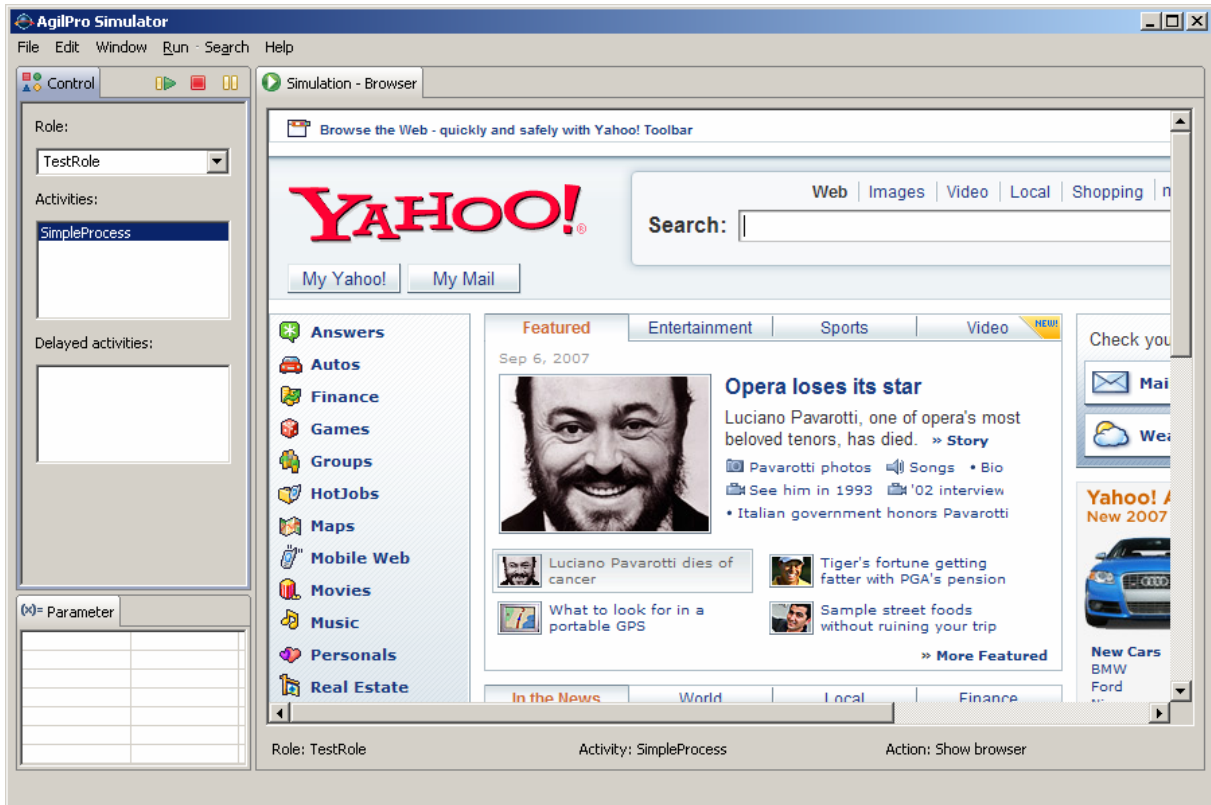 AgilPro Simulator
File Edit Window Run Search Help
Control
Simulation - Browser
Role:
TestRole
Activities:
SimpleProcess
Delayed activities:
(x)= Parameter
Browse the Web - quickly and safely with Yahoo! Toolbar
YAHOO!®
Web | Images | Video | Local | Shopping |
Search:
My Yahoo! My Mail
Answers
Autos
Finance
Games
Groups
HotJobs
Maps
Mobile Web
Movies
Music
Personals
Real Estate
Featured Entertainment Sports Video NEW!
Sep 6, 2007
Opera loses its star
Luciano Pavarotti, one of opera's most
beloved tenors, has died. » Story
Pavarotti photos Songs • Bio
See him in 1993 '02 interview
• Italian government honors Pavarotti
Luciano Pavarotti dies of
cancer
Tiger's fortune getting
fatter with PGA's pension
What to look for in a
portable GPS
Sample street foods
without ruining your trip
» More Featured
In the News World Local Finance
Check you
Mai
Wea
Yahoo! A
New 2007
New Cars
BMW
Ford
Role: TestRole Activity: SimpleProcess Action: Show browser